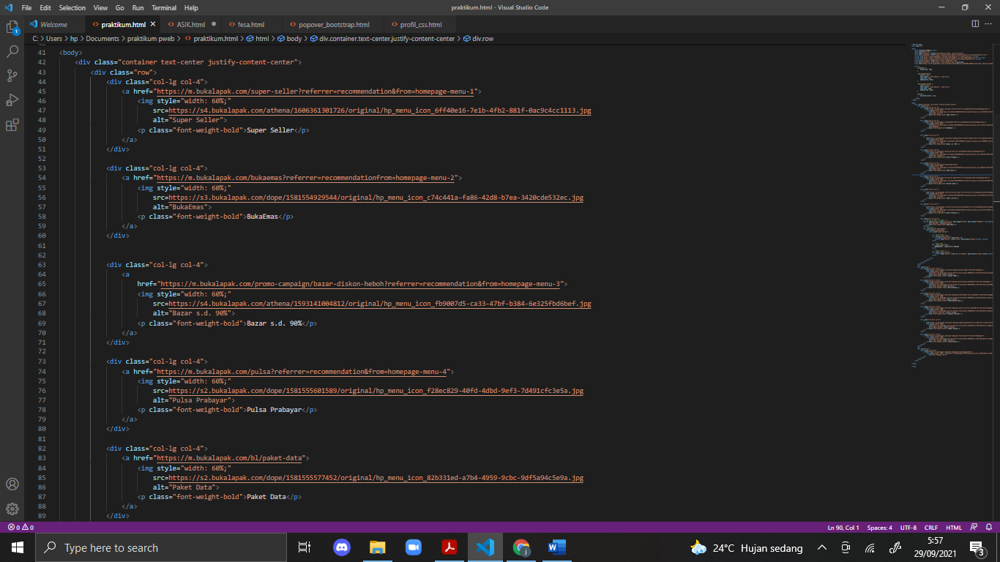 File Edit Selection View Go Run Terminal Help
praktikum.html - Visual Studio Code
Welcome praktikum.html ASIK.html fesa.html popover_bootstrap.html profil_css.html
C: > Users > hp > Documents > praktikum pweb > praktikum.html > html > body > div.container.text-center.justify-content-center > div.row
41 <body>
42 <div class="container text-center justify-content-center">
43 <div class="row">
44 <div class="col-lg col-4">
45 <a href="https://m.bukalapak.com/super-seller?referrer=recommendation&from=homepage-menu-1">
46 <img style="width: 60%;"
47 src=https://s4.bukalapak.com/athena/1606361301726/original/hp_menu_icon_6ff40e16-7e1b-4fb2-881f-0ac9c4cc1113.jpg
48 alt="Super Seller">
49 <p class="font-weight-bold">Super Seller</p>
50 </a>
51 </div>
52
53 <div class="col-lg col-4">
54 <a href="https://m.bukalapak.com/bukaemas?referrer=recommendationfrom=homepage-menu-2">
55 <img style="width: 60%;"
56 src=https://s3.bukalapak.com/dope/1581554929544/original/hp_menu_icon_c74c441a-fa86-42d8-b7ea-3420cde532ec.jpg
57 alt="BukaEmas">
58 <p class="font-weight-bold">BukaEmas</p>
59 </a>
60 </div>
61
62
63 <div class="col-lg col-4">
64 <a
65 href="https://m.bukalapak.com/promo-campaign/bazar-diskon-heboh?referrer=recommendation&from=homepage-menu-3">
66 <img style="width: 60%;"
67 src=https://s4.bukalapak.com/athena/1593141004812/original/hp_menu_icon_fb9007d5-ca33-47bf-b384-6e325fbd6bef.jpg
68 alt="Bazar s.d. 90%">
69 <p class="font-weight-bold">Bazar s.d. 90%</p>
70 </a>
71 </div>
72
73 <div class="col-lg col-4">
74 <a href="https://m.bukalapak.com/pulsa?referrer=recommendation&from=homepage-menu-4">
75 <img style="width: 60%;"
76 src=https://s2.bukalapak.com/dope/1581555601589/original/hp_menu_icon_f28ec829-40fd-4dbd-9ef3-7d491cfc3e5a.jpg
77 alt="Pulsa Prabayar">
78 <p class="font-weight-bold">Pulsa Prabayar</p>
79 </a>
80 </div>
81
82 <div class="col-lg col-4">
83 <a href="https://m.bukalapak.com/bl/paket-data">
84 <img style="width: 60%;"
85 src=https://s2.bukalapak.com/dope/1581555577452/original/hp_menu_icon_82b331ed-a7b4-4959-9cbc-9df5a94c5e9a.jpg
86 alt="Paket Data">
87 <p class="font-weight-bold">Paket Data</p>
88 </a>
89 </div>
0 0
Ln 90, Col 1 Spaces: 4 UTF-8 CRLF HTML
Type here to search
24°C Hujan sedang
5:57
29/09/2021
3